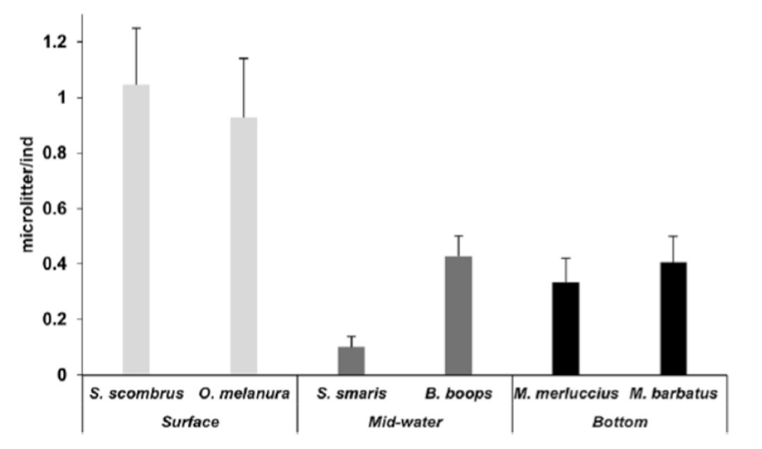 microlitter/ind
1.2
1
0.8
0.6
0.4
0.2
0
S. scombrus O. melanura S. smaris B. boops M. merluccius M. barbatus
Surface Mid-water Bottom